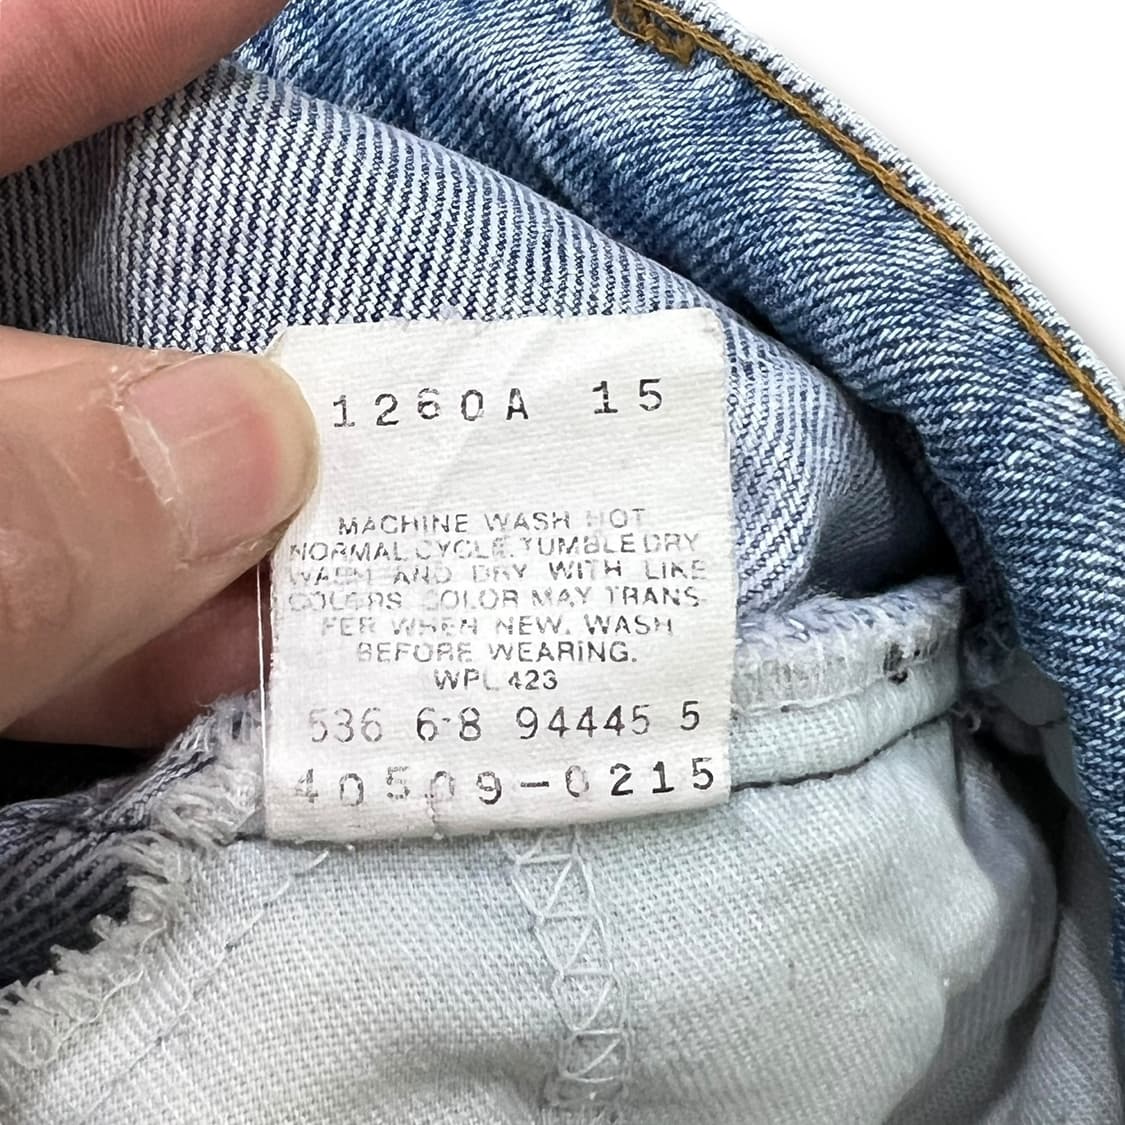 1260A 15
MACHINE WASH HOT
NORMAL CYCLE. TUMBLE DRY
WASH AND DRY WITH LIKE
COLORS. COLOR MAY TRANS-
FER WHEN NEW. WASH
BEFORE WEARING.
WPL 423
536 6-8 94445 5
40509-0215